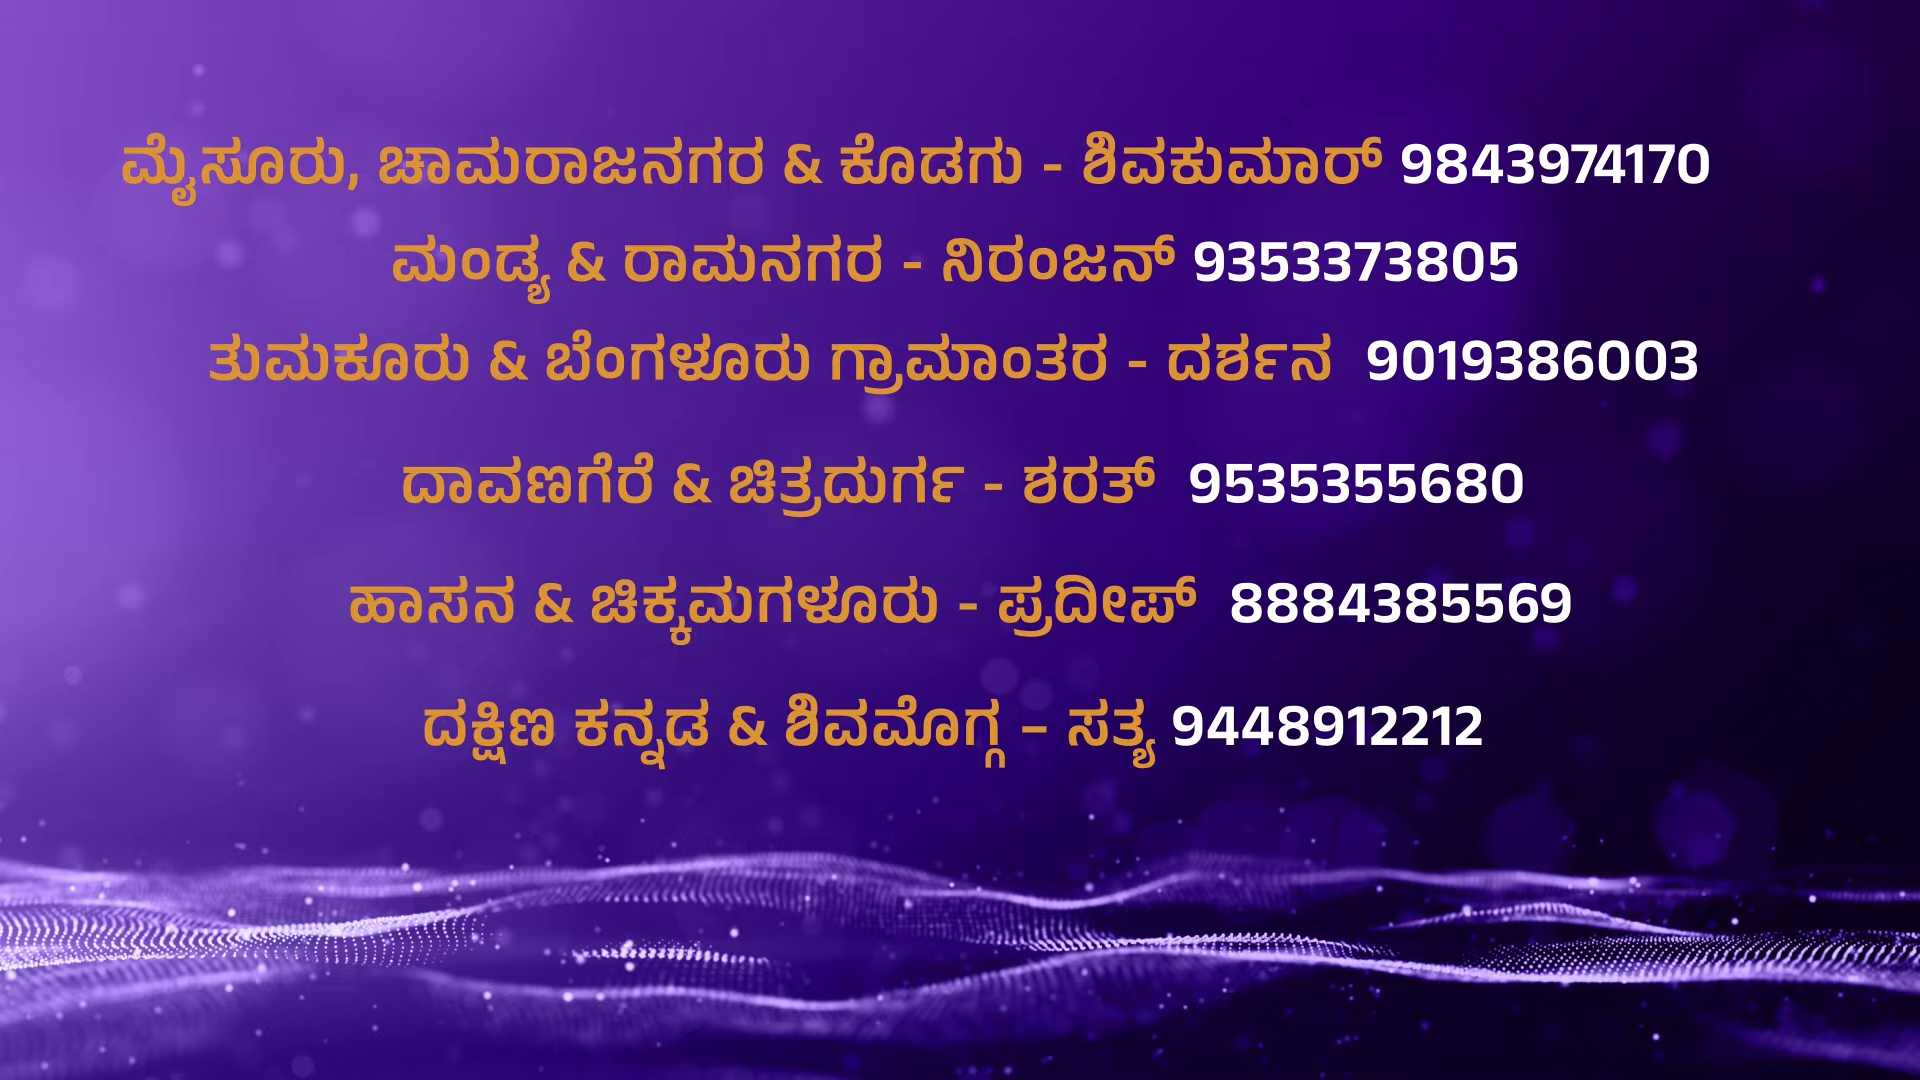 ಮೈಸೂರು, ಚಾಮರಾಜನಗರ & ಕೊಡಗು - ಶಿವಕುಮಾರ್ 9843974170
ಮಂಡ್ಯ & ರಾಮನಗರ - ನಿರಂಜನ್ 9353373805
ತುಮಕೂರು & ಬೆಂಗಳೂರು ಗ್ರಾಮಾಂತರ - ದರ್ಶನ 9019386003
ದಾವಣಗೆರೆ & ಚಿತ್ರದುರ್ಗ - ಶರತ್ 9535355680
ಹಾಸನ & ಚಿಕ್ಕಮಗಳೂರು - ಪ್ರದೀಪ್ 8884385569
ದಕ್ಷಿಣ ಕನ್ನಡ & ಶಿವಮೊಗ್ಗ – ಸತ್ಯ 9448912212